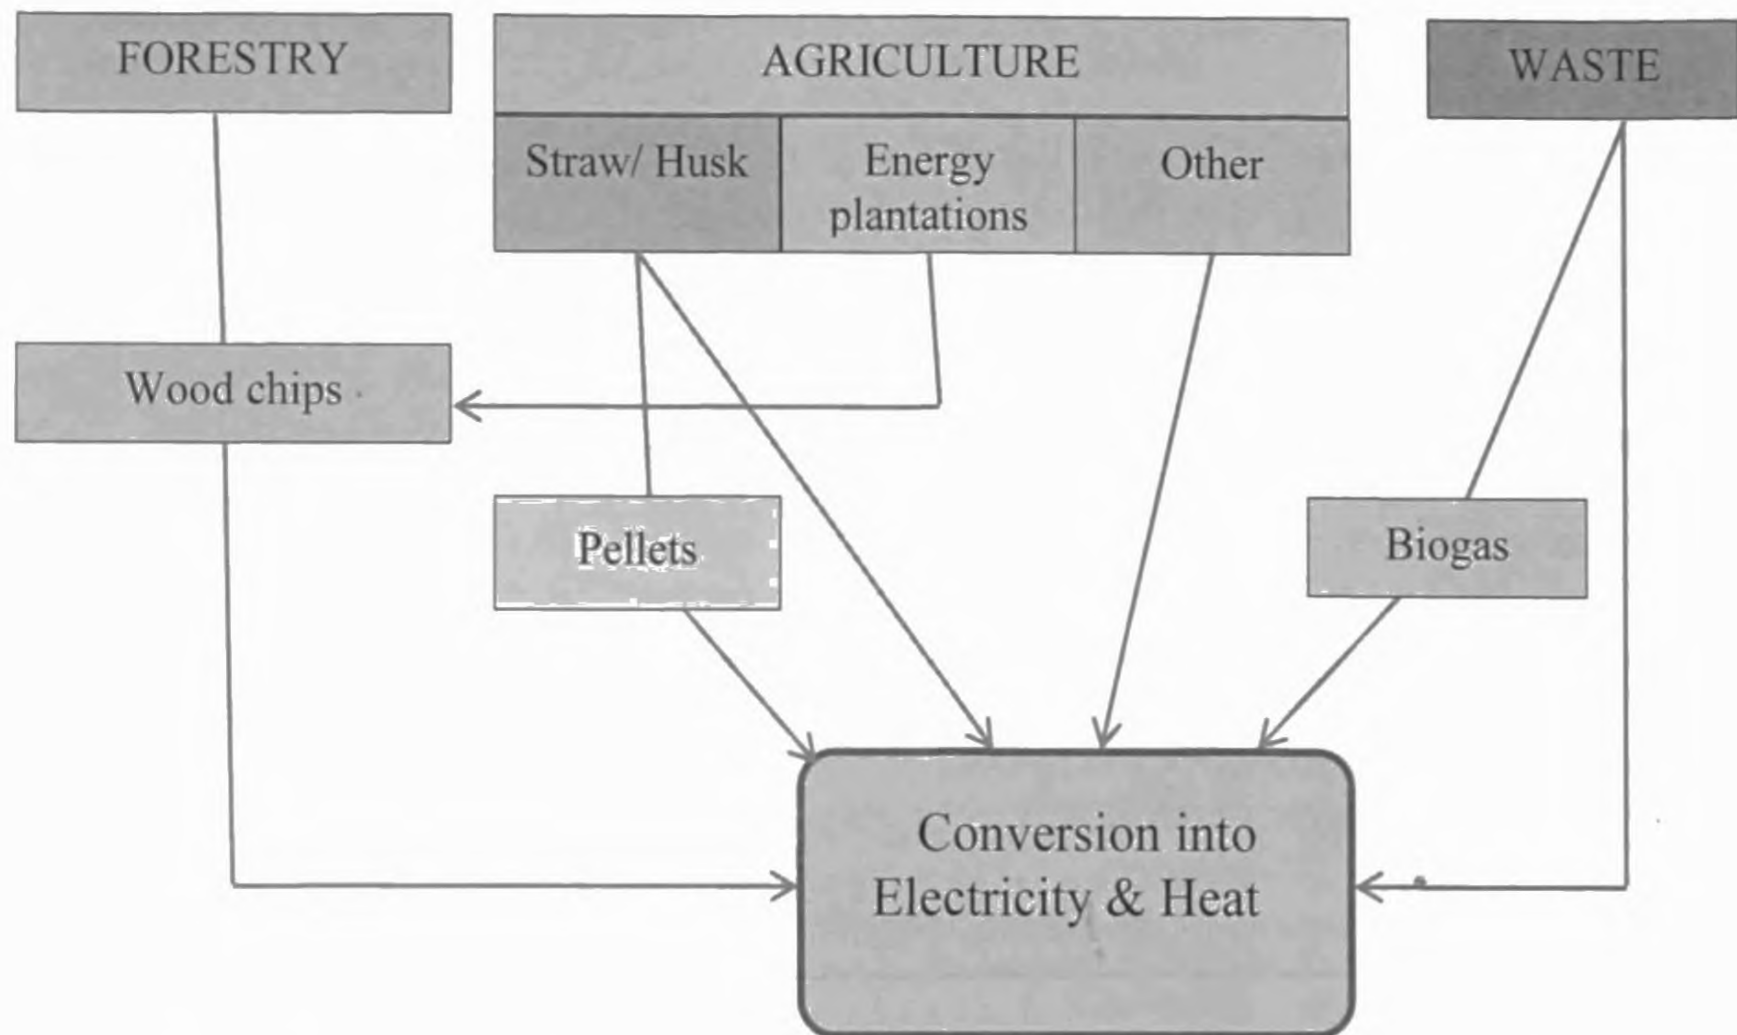 FORESTRY
AGRICULTURE
WASTE
Straw/ Husk
Energy
plantations
Other
Wood chips
Pellets
Biogas
Conversion into
Electricity & Heat